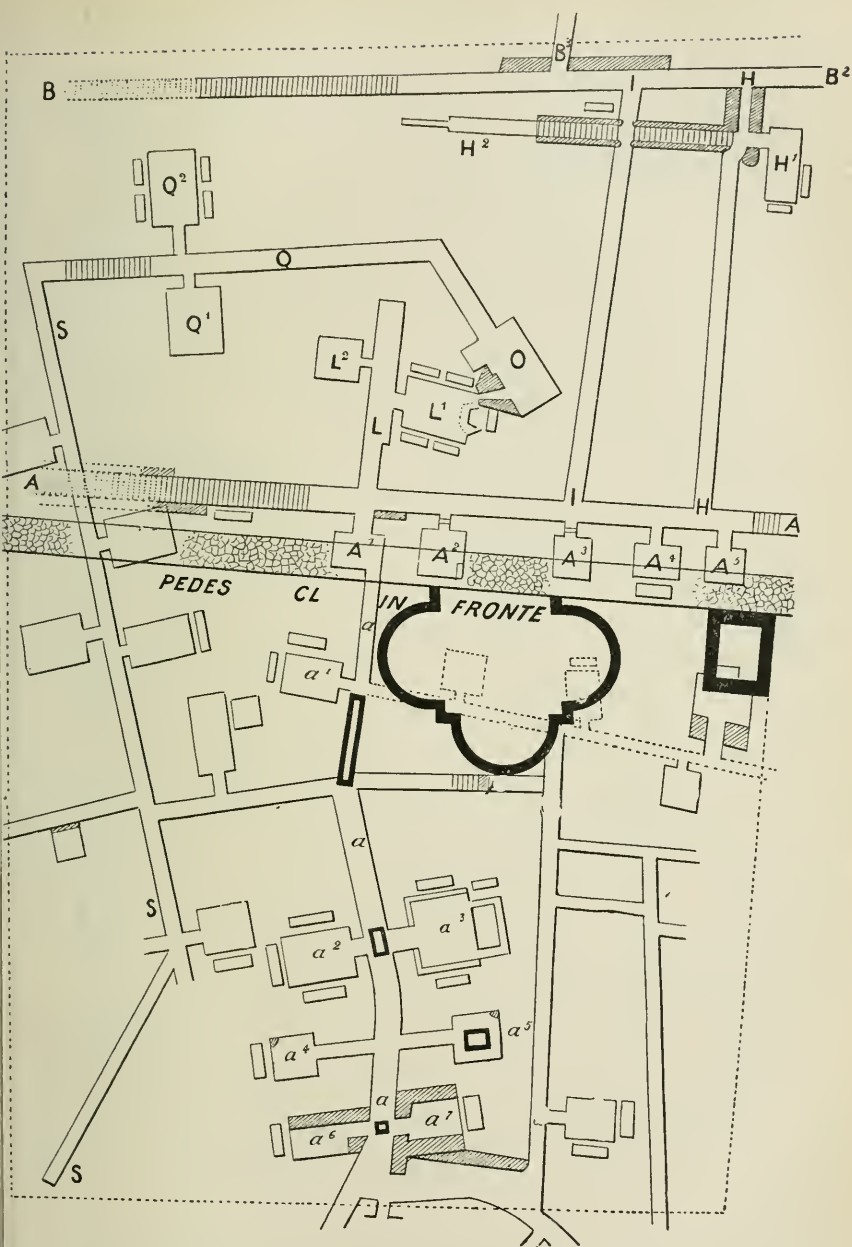 B³
B I H B²
H²
H¹
Q²
Q
S
Q¹
O
L²
L¹
L
A I H A
A¹ A² A³ A⁴ A⁵
PEDES CL IN FRONTE
a
a¹
a
S
a² a³
a⁴ a⁵
a
a⁶ a⁷
S